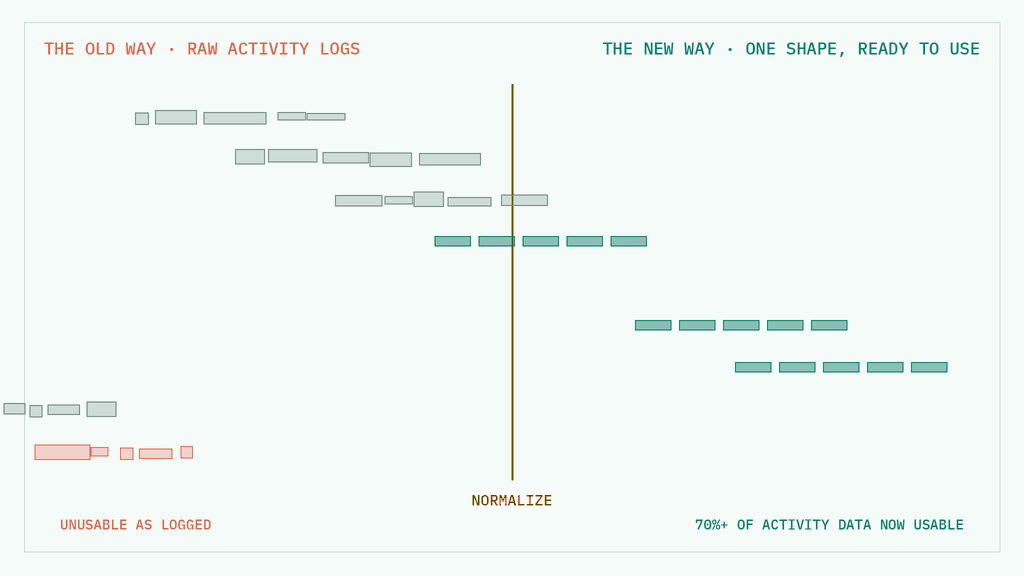 THE OLD WAY · RAW ACTIVITY LOGS
THE NEW WAY · ONE SHAPE, READY TO USE
NORMALIZE
UNUSABLE AS LOGGED
70%+ OF ACTIVITY DATA NOW USABLE